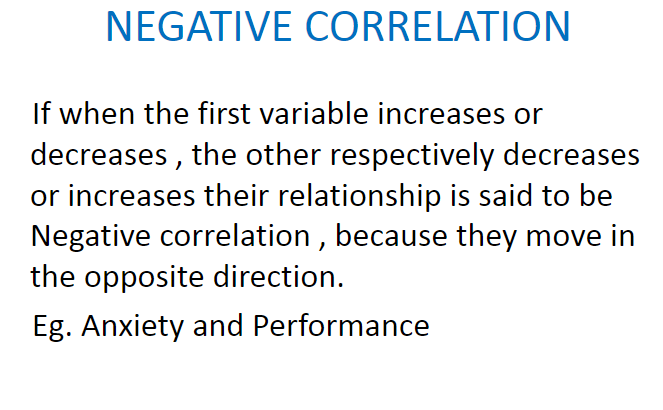 NEGATIVE CORRELATION
If when the first variable increases or
decreases , the other respectively decreases
or increases their relationship is said to be
Negative correlation , because they move in
the opposite direction.
Eg. Anxiety and Performance